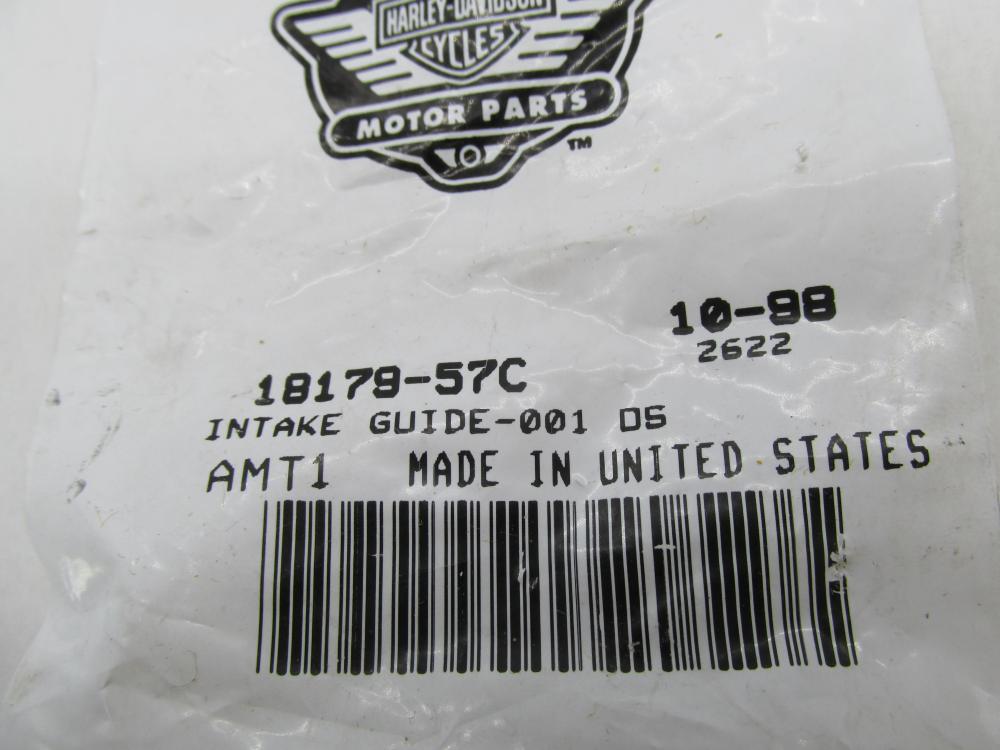 HARLEY-DAVIDSON
CYCLES
MOTOR PARTS
TM
10-98
2622
18179-57C
INTAKE GUIDE-001 OS
AMT1 MADE IN UNITED STATES